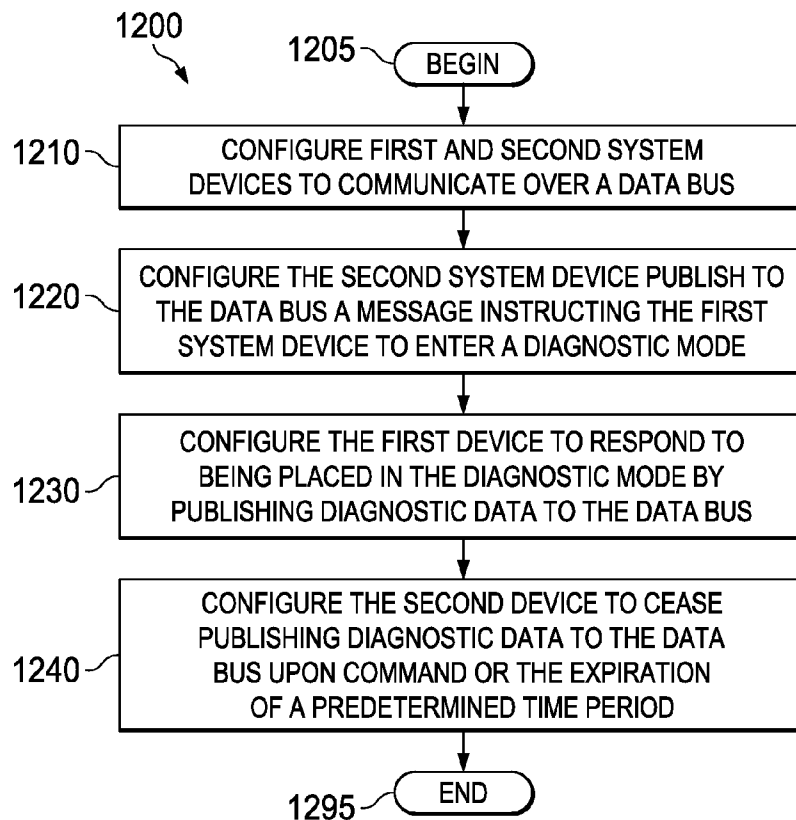 1200
1205
BEGIN
1210
CONFIGURE FIRST AND SECOND SYSTEM
DEVICES TO COMMUNICATE OVER A DATA BUS
1220
CONFIGURE THE SECOND SYSTEM DEVICE PUBLISH TO
THE DATA BUS A MESSAGE INSTRUCTING THE FIRST
SYSTEM DEVICE TO ENTER A DIAGNOSTIC MODE
1230
CONFIGURE THE FIRST DEVICE TO RESPOND TO
BEING PLACED IN THE DIAGNOSTIC MODE BY
PUBLISHING DIAGNOSTIC DATA TO THE DATA BUS
1240
CONFIGURE THE SECOND DEVICE TO CEASE
PUBLISHING DIAGNOSTIC DATA TO THE DATA
BUS UPON COMMAND OR THE EXPIRATION
OF A PREDETERMINED TIME PERIOD
1295
END